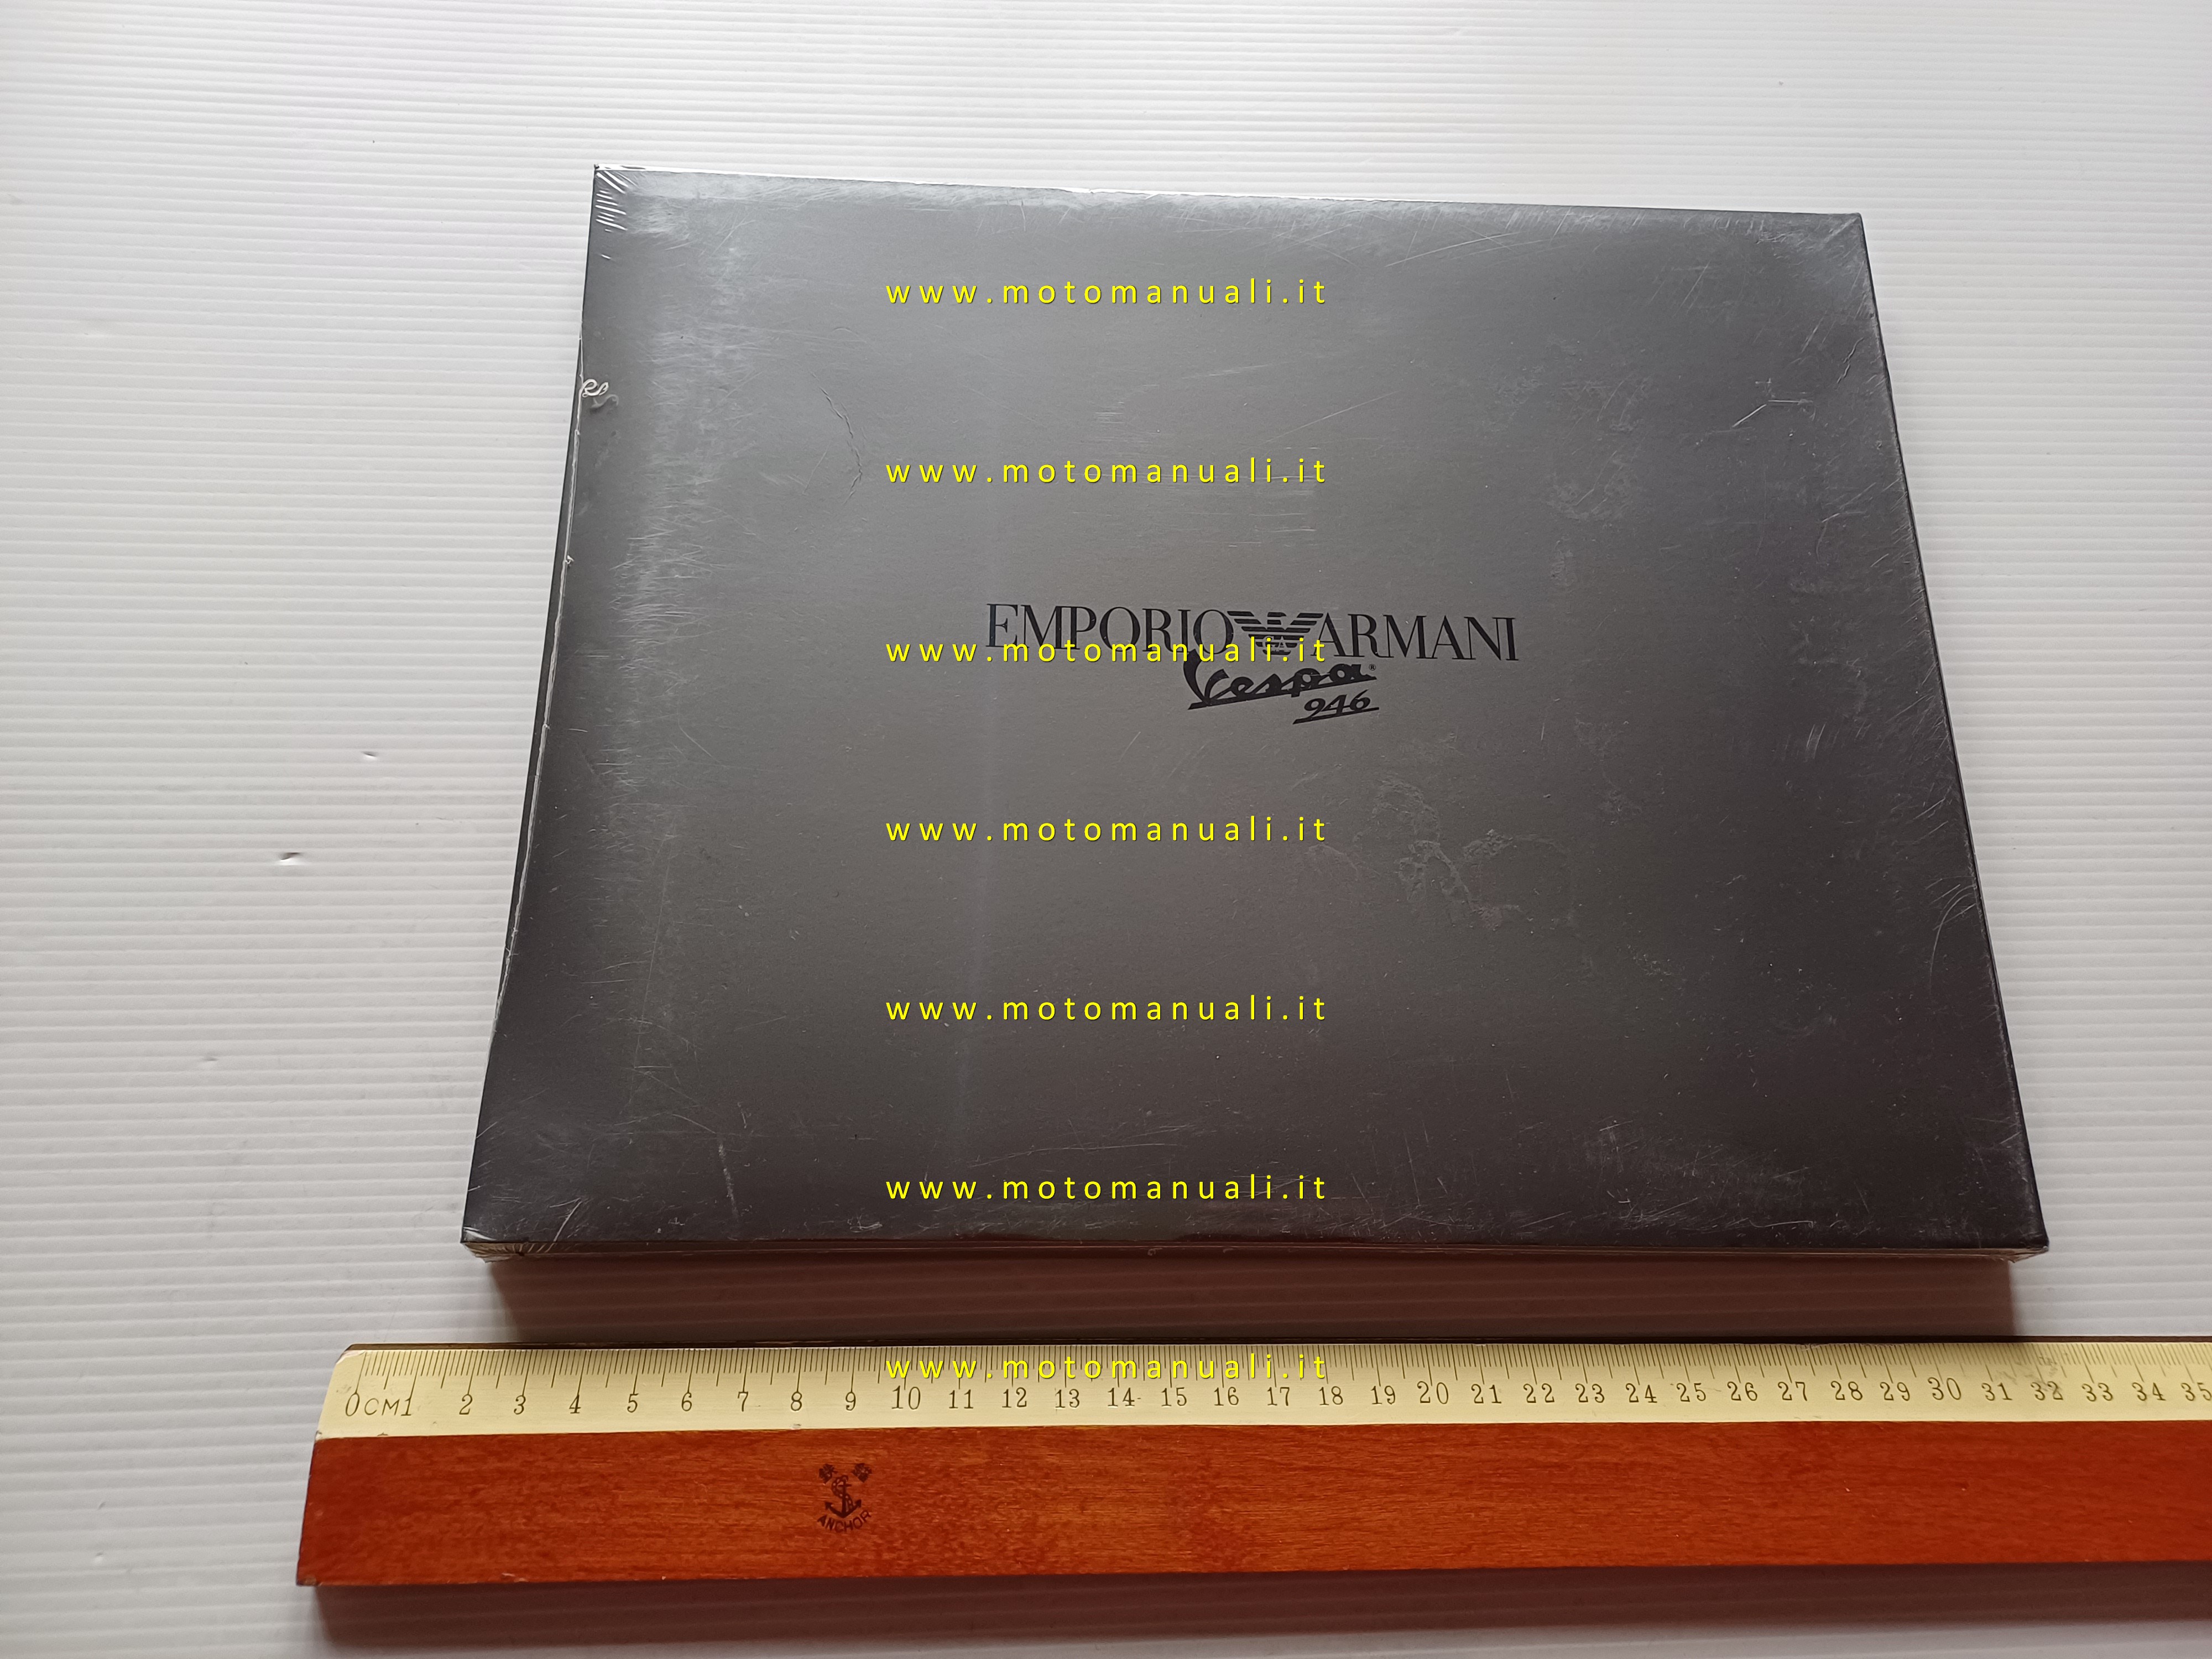 www.motomanuali.it
www.motomanuali.it
EMPORIO ARMANI
www.motomanuali.it
Vespa®
946
www.motomanuali.it
www.motomanuali.it
www.motomanuali.it
www.motomanuali.it
0CM1 2 3 4 5 6 7 8 9 10 11 12 13 14 15 16 17 18 19 20 21 22 23 24 25 26 27 28 29 30 31 32 33 34 35
ANCHOR